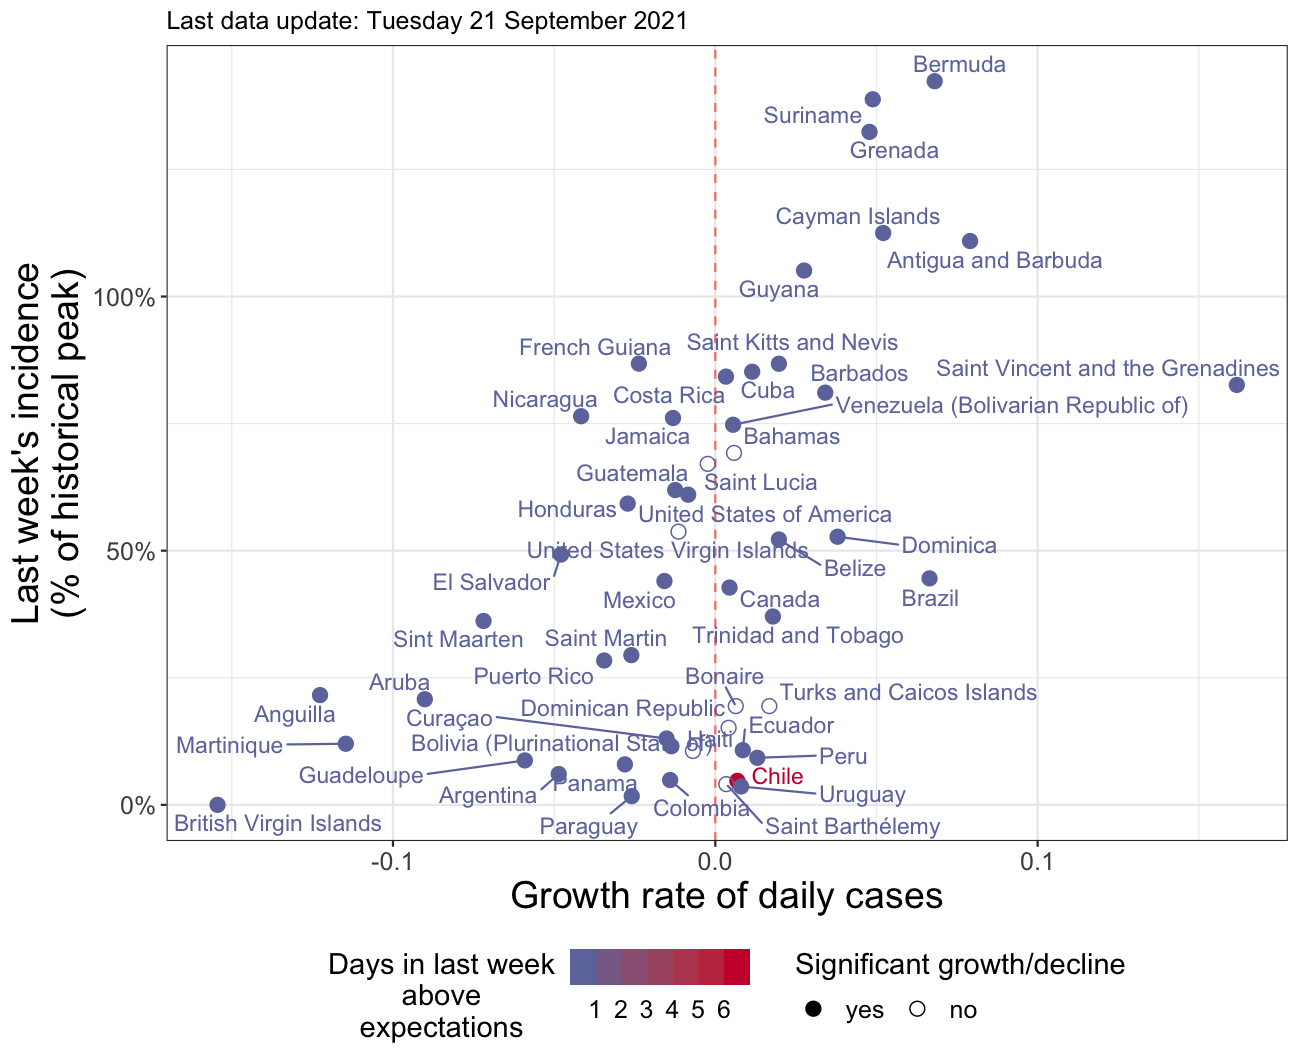 Last data update: Tuesday 21 September 2021
Bermuda
Suriname
Grenada
Cayman Islands
Antigua and Barbuda
Guyana
100%
French Guiana
Saint Kitts and Nevis
Saint Vincent and the Grenadines
Barbados
Costa Rica
Cuba
Nicaragua
Venezuela (Bolivarian Republic of)
Jamaica
Bahamas
Guatemala
Saint Lucia
Honduras
United States of America
50%
United States Virgin Islands
Dominica
Belize
El Salvador
Mexico
Canada
Brazil
Sint Maarten
Saint Martin
Trinidad and Tobago
Puerto Rico
Bonaire
Aruba
Turks and Caicos Islands
Anguilla
Curaçao
Dominican Republic
Ecuador
Martinique
Bolivia (Plurinational State of)
Haiti
Peru
Guadeloupe
Panama
Chile
Argentina
Colombia
Uruguay
0%
British Virgin Islands
Paraguay
Saint Barthélemy
Last week's incidence
(% of historical peak)
-0.1
0.0
0.1
Growth rate of daily cases
Days in last week
above
expectations
1 2 3 4 5 6
Significant growth/decline
yes
no